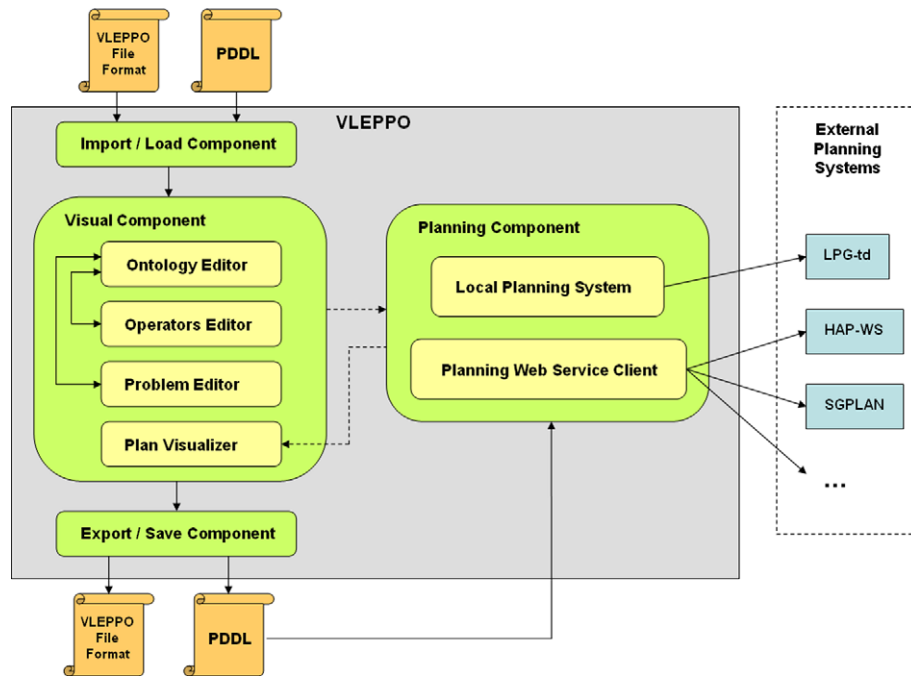 VLEPPO
File
Format
PDDL
VLEPPO
Import / Load Component
External
Planning
Systems
Visual Component
Ontology Editor
Operators Editor
Problem Editor
Plan Visualizer
Planning Component
Local Planning System
Planning Web Service Client
LPG-td
HAP-WS
SGPLAN
...
Export / Save Component
VLEPPO
File
Format
PDDL